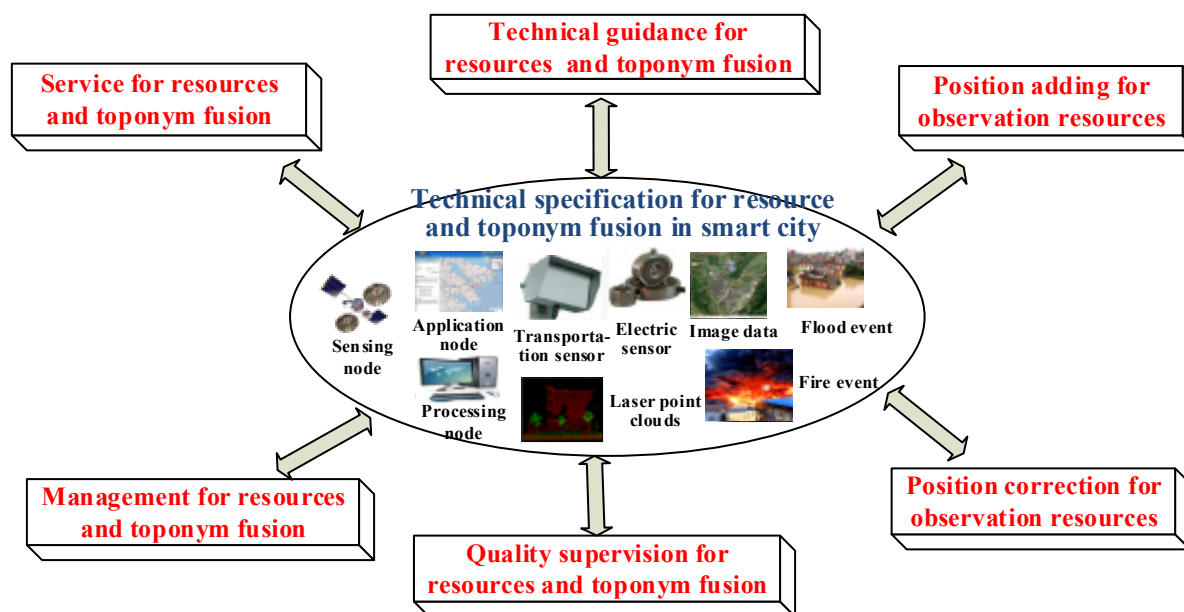 Technical guidance for
resources and toponym fusion
Service for resources
and toponym fusion
Position adding for
observation resources
Technical specification for resource
and toponym fusion in smart city
Sensing
node
Application
node
Transporta-
tion sensor
Electric
sensor
Image data
Flood event
Processing
node
Laser point
clouds
Fire event
Management for resources
and toponym fusion
Position correction for
observation resources
Quality supervision for
resources and toponym fusion